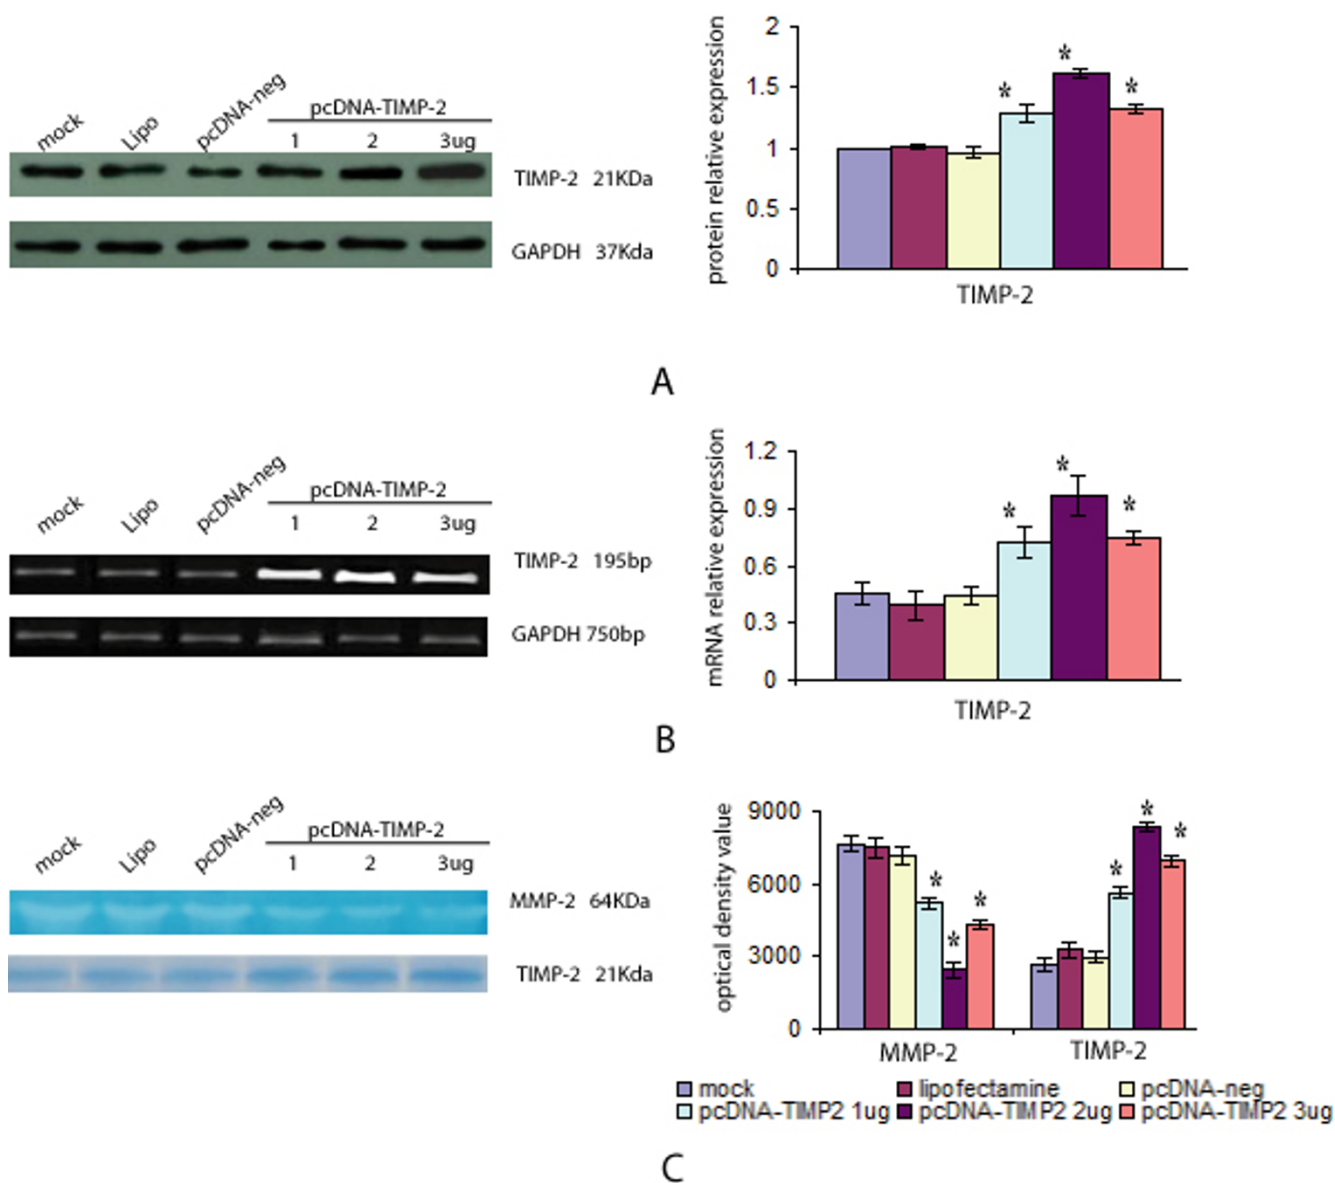 mock Lipo pcDNA-neg pcDNA-TIMP-2
1 2 3ug
TIMP-2 21KDa
GAPDH 37Kda
protein relative expression
2
1.5
1
0.5
0
* * *
TIMP-2
A
mock Lipo pcDNA-neg pcDNA-TIMP-2
1 2 3ug
TIMP-2 195bp
GAPDH 750bp
mRNA relative expression
1.2
0.9
0.6
0.3
0
* * *
TIMP-2
B
mock Lipo pcDNA-neg pcDNA-TIMP-2
1 2 3ug
MMP-2 64KDa
TIMP-2 21Kda
optical density value
9000
6000
3000
0
* * * * * *
MMP-2 TIMP-2
mock lipofectamine pcDNA-neg
pcDNA-TIMP2 1ug pcDNA-TIMP2 2ug pcDNA-TIMP2 3ug
C